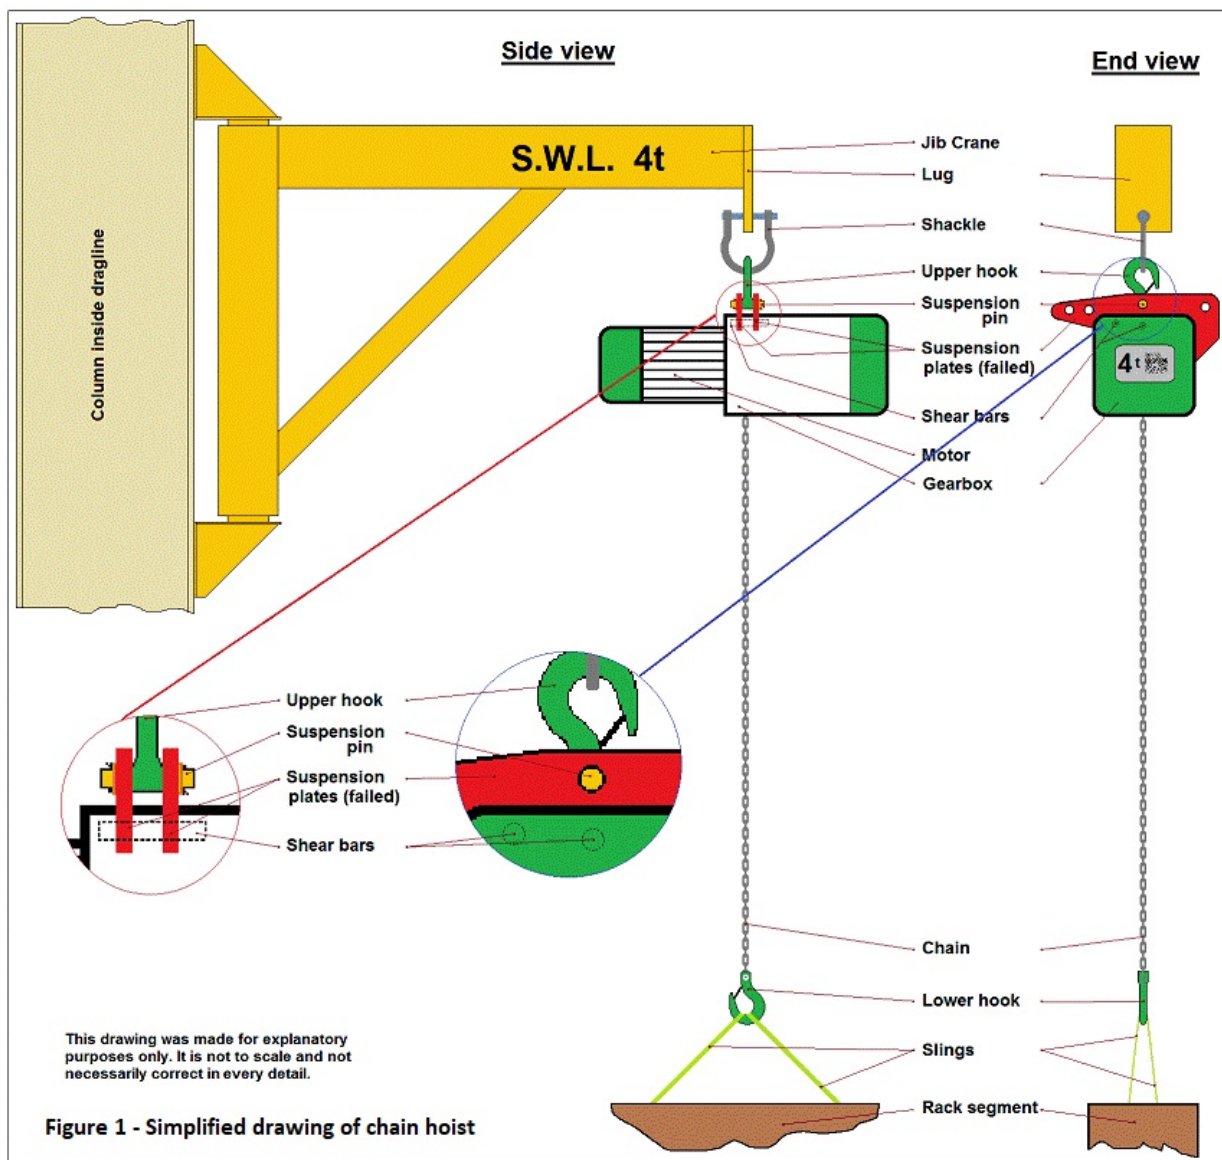 Side view
End view
Column inside dragline
S.W.L. 4t
Jib Crane
Lug
Shackle
Upper hook
Suspension
pin
Suspension
plates (failed)
4t
Shear bars
Motor
Gearbox
Upper hook
Suspension
pin
Suspension
plates (failed)
Shear bars
Chain
Lower hook
Slings
Rack segment
This drawing was made for explanatory
purposes only. It is not to scale and not
necessarily correct in every detail.
Figure 1 - Simplified drawing of chain hoist